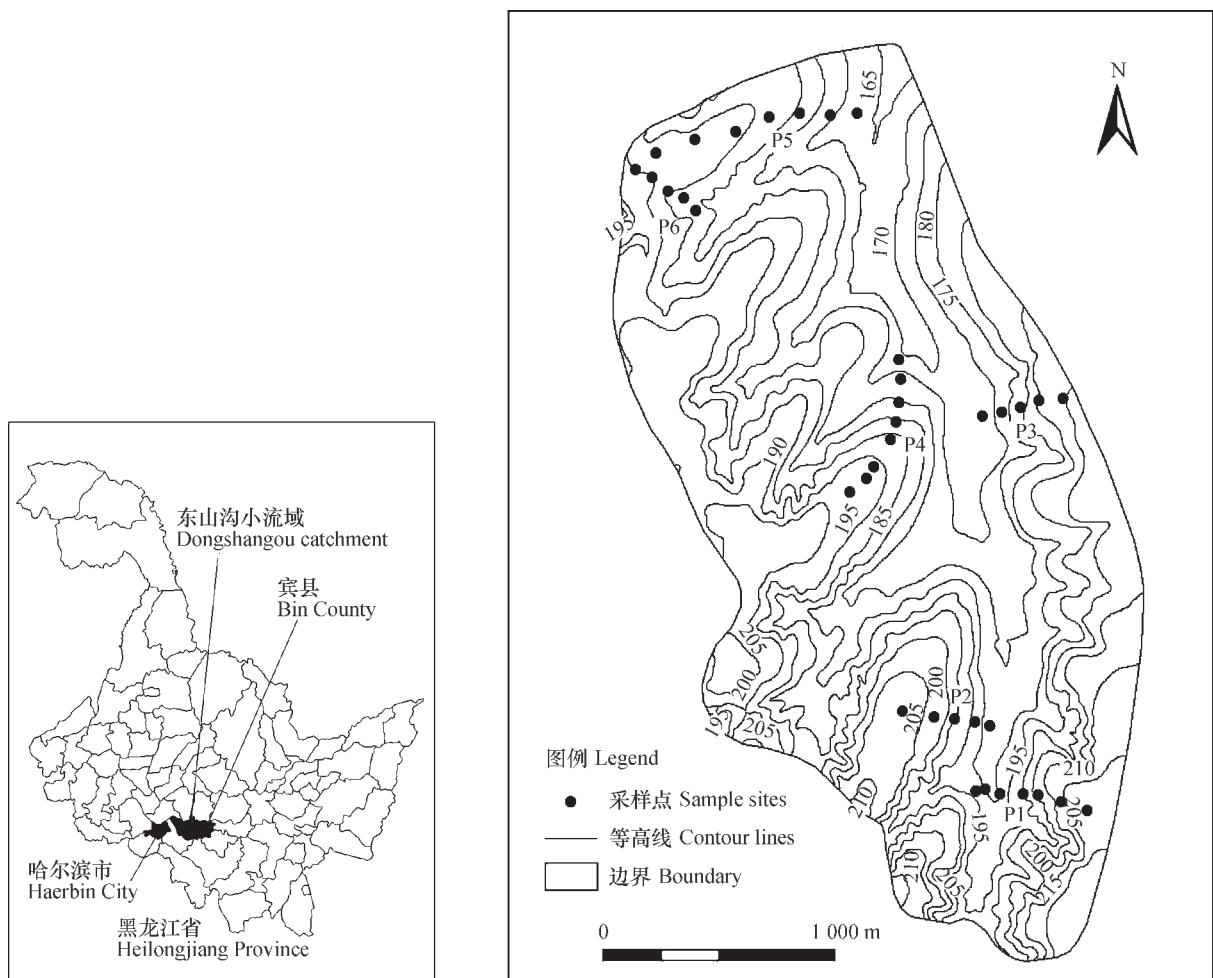 东山沟小流域
Dongshangou catchment
宾县
Bin County
哈尔滨市
Haerbin City
黑龙江省
Heilongjiang Province
N
165
P5
195
P6
170
180
175
P3
P4
190
195
185
205
200
195
205
200
P2
205
210
195
210
P1
205
195
200
215
210
205
图例 Legend
采样点 Sample sites
等高线 Contour lines
边界 Boundary
0
1 000 m